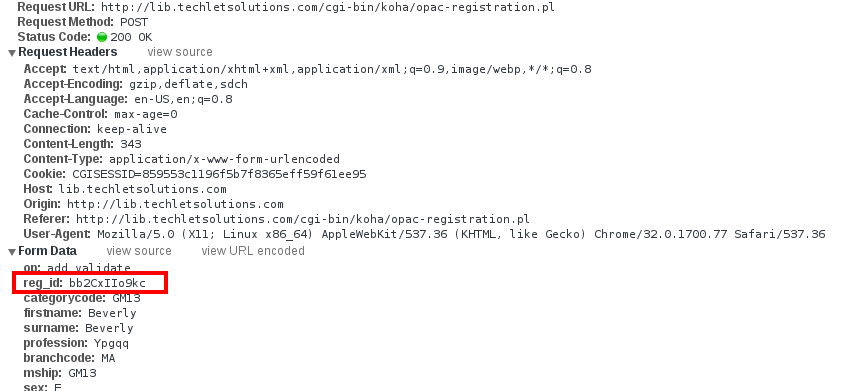 Request URL: http://lib.techletsolutions.com/cgi-bin/koha/opac-registration.pl
Request Method: POST
Status Code: 200 OK
Request Headers view source
Accept: text/html,application/xhtml+xml,application/xml;q=0.9,image/webp,*/*;q=0.8
Accept-Encoding: gzip,deflate,sdch
Accept-Language: en-US,en;q=0.8
Cache-Control: max-age=0
Connection: keep-alive
Content-Length: 343
Content-Type: application/x-www-form-urlencoded
Cookie: CGISESSID=859553c1196f5b7f8365eff59f61ee95
Host: lib.techletsolutions.com
Origin: http://lib.techletsolutions.com
Referer: http://lib.techletsolutions.com/cgi-bin/koha/opac-registration.pl
User-Agent: Mozilla/5.0 (X11; Linux x86_64) AppleWebKit/537.36 (KHTML, like Gecko) Chrome/32.0.1700.77 Safari/537.36
Form Data view source view URL encoded
op: add_validate
reg_id: bb2CxIIo9kc
categorycode: GM13
firstname: Beverly
surname: Beverly
profession: Ypgqq
branchcode: MA
mship: GM13
sex: F